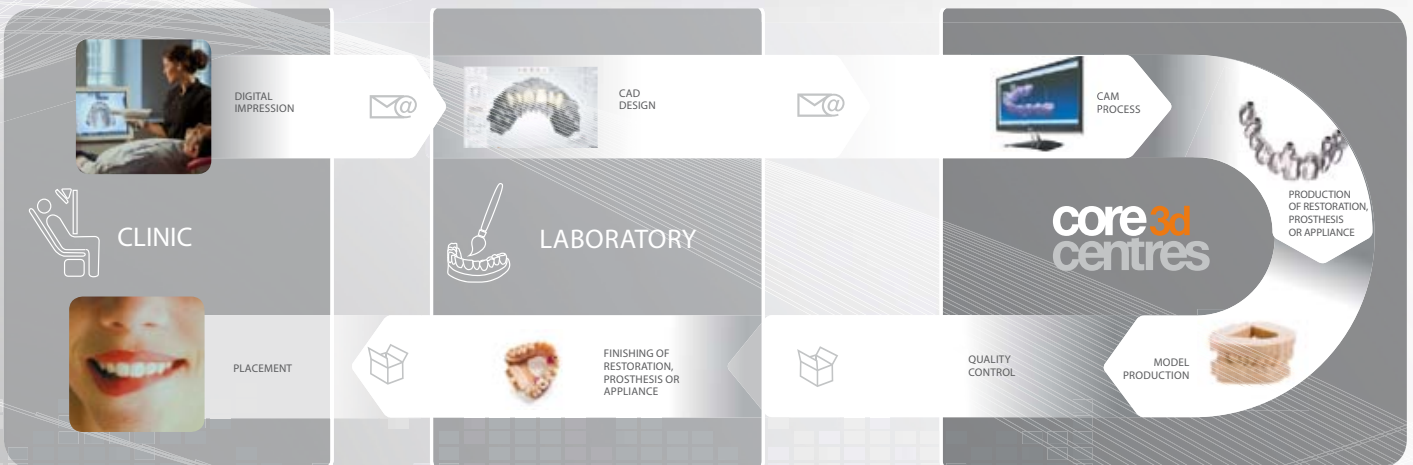 DIGITAL
IMPRESSION
@
CAD
DESIGN
@
CAM
PROCESS
PRODUCTION
OF RESTORATION,
PROSTHESIS
OR APPLIANCE
CLINIC
LABORATORY
core3d
centres
PLACEMENT
FINISHING OF
RESTORATION,
PROSTHESIS OR
APPLIANCE
QUALITY
CONTROL
MODEL
PRODUCTION